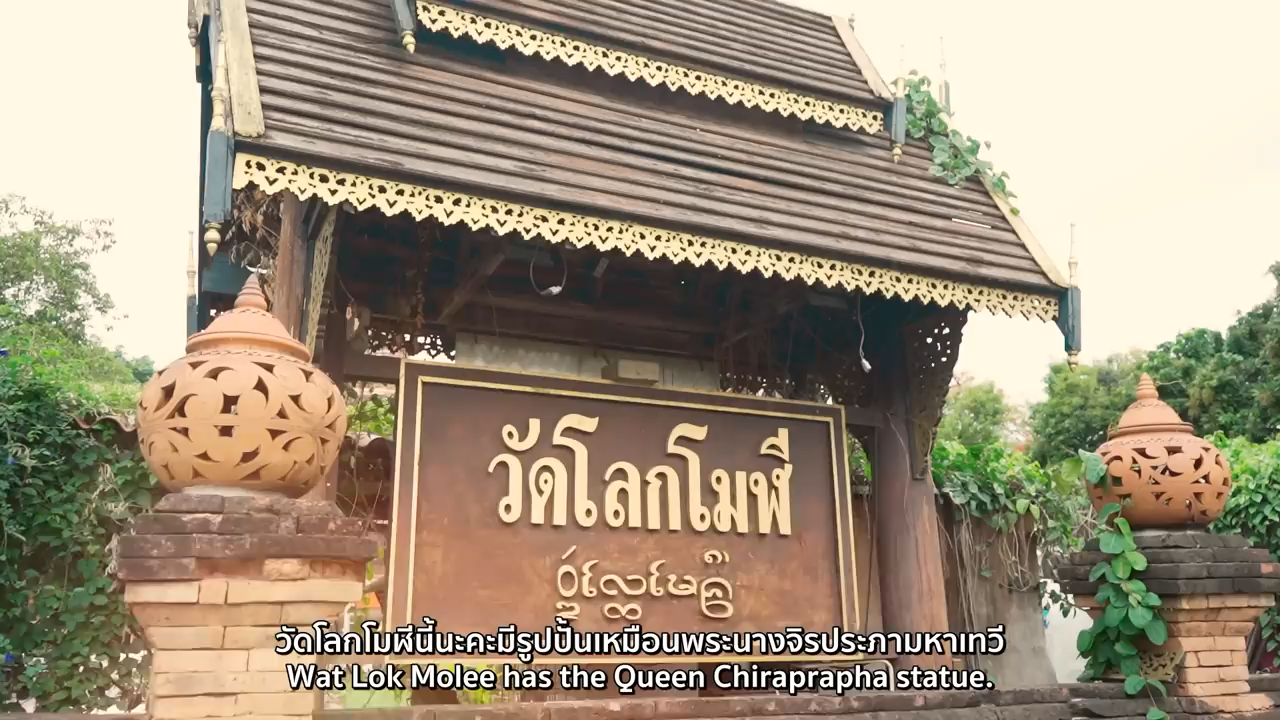 วัดโลกโมฬี
วัดโลกโมฬีนี้นะคะมีรูปปั้นเหมือนพระนางจิรประภามหาเทวี
Wat Lok Molee has the Queen Chiraprapha statue.